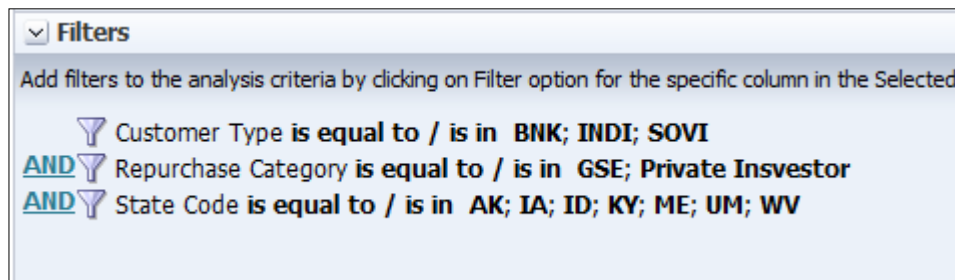 Filters
Add filters to the analysis criteria by clicking on Filter option for the specific column in the Selected
Customer Type is equal to / is in BNK; INDI; SOVI
AND Repurchase Category is equal to / is in GSE; Private Insvestor
AND State Code is equal to / is in AK; IA; ID; KY; ME; UM; WV